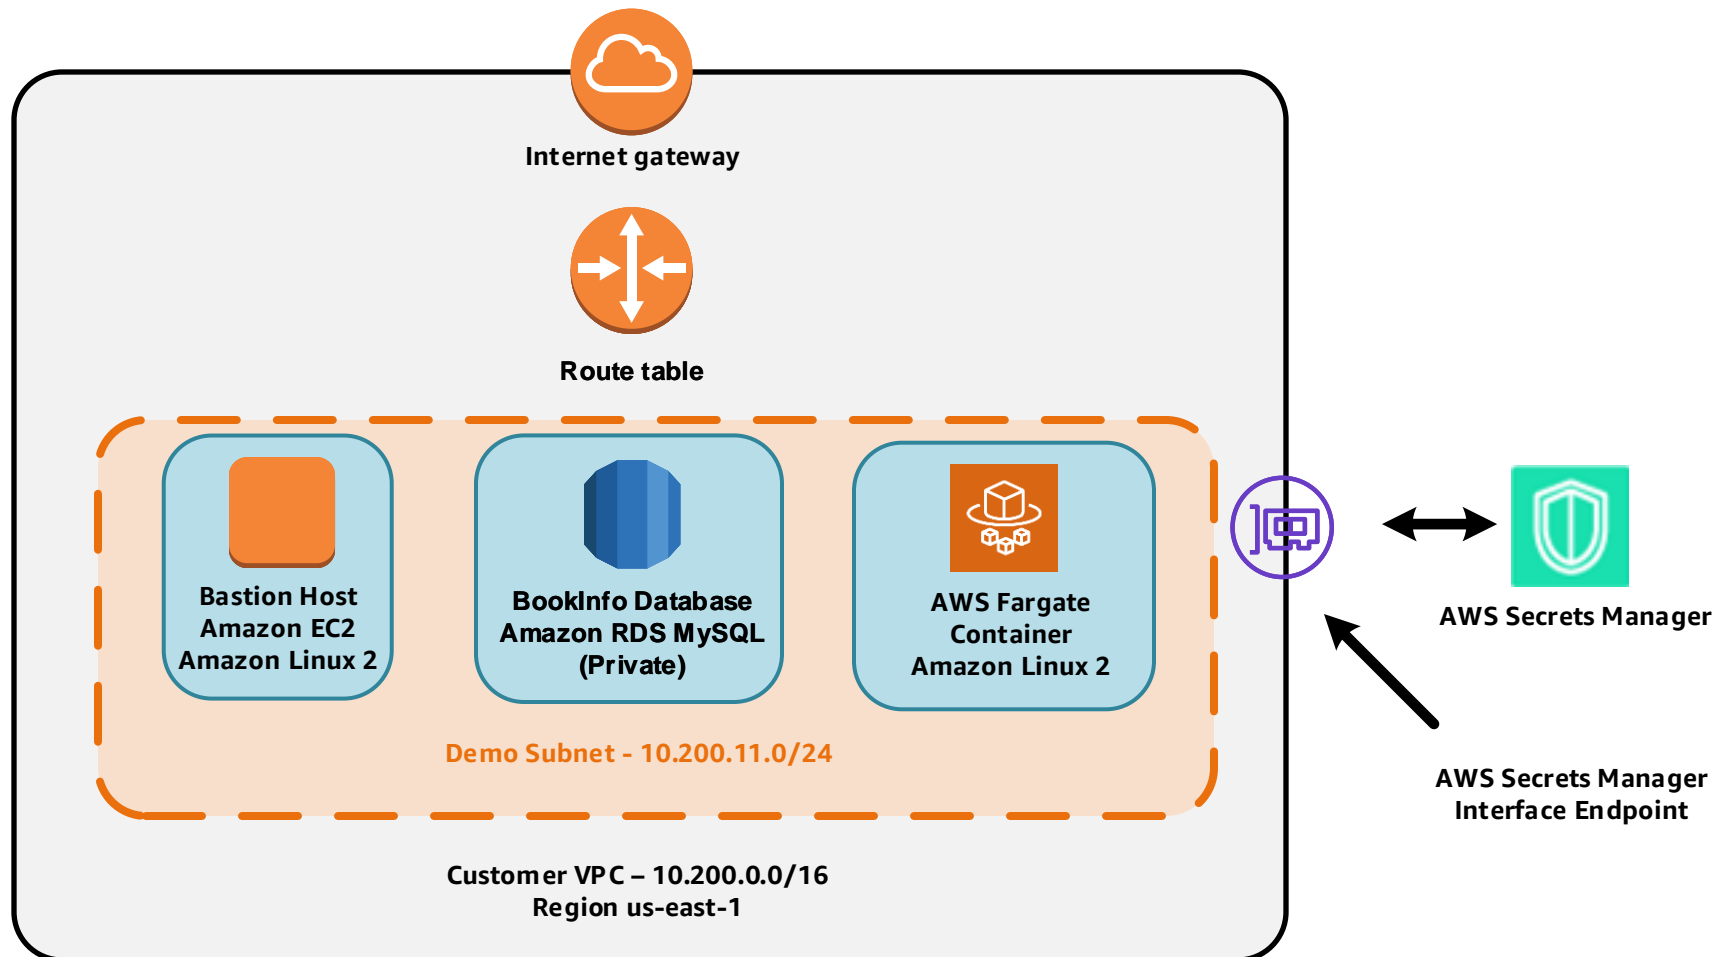 Internet gateway
Route table
Bastion Host
Amazon EC2
Amazon Linux 2
BookInfo Database
Amazon RDS MySQL
(Private)
AWS Fargate
Container
Amazon Linux 2
AWS Secrets Manager
Demo Subnet - 10.200.11.0/24
AWS Secrets Manager
Interface Endpoint
Customer VPC – 10.200.0.0/16
Region us-east-1